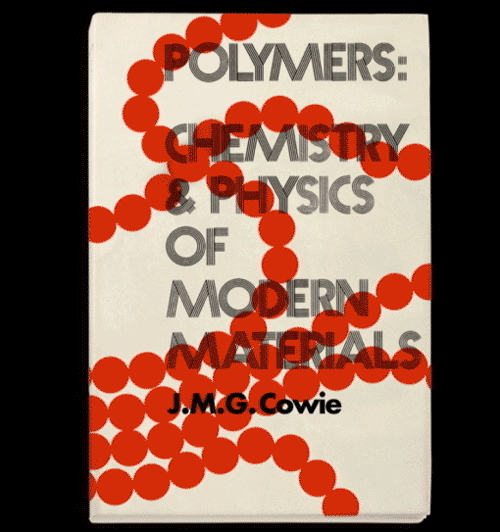 POLYMERS:
CHEMISTRY
& PHYSICS
OF
MODERN
MATERIALS
J.M.G. Cowie